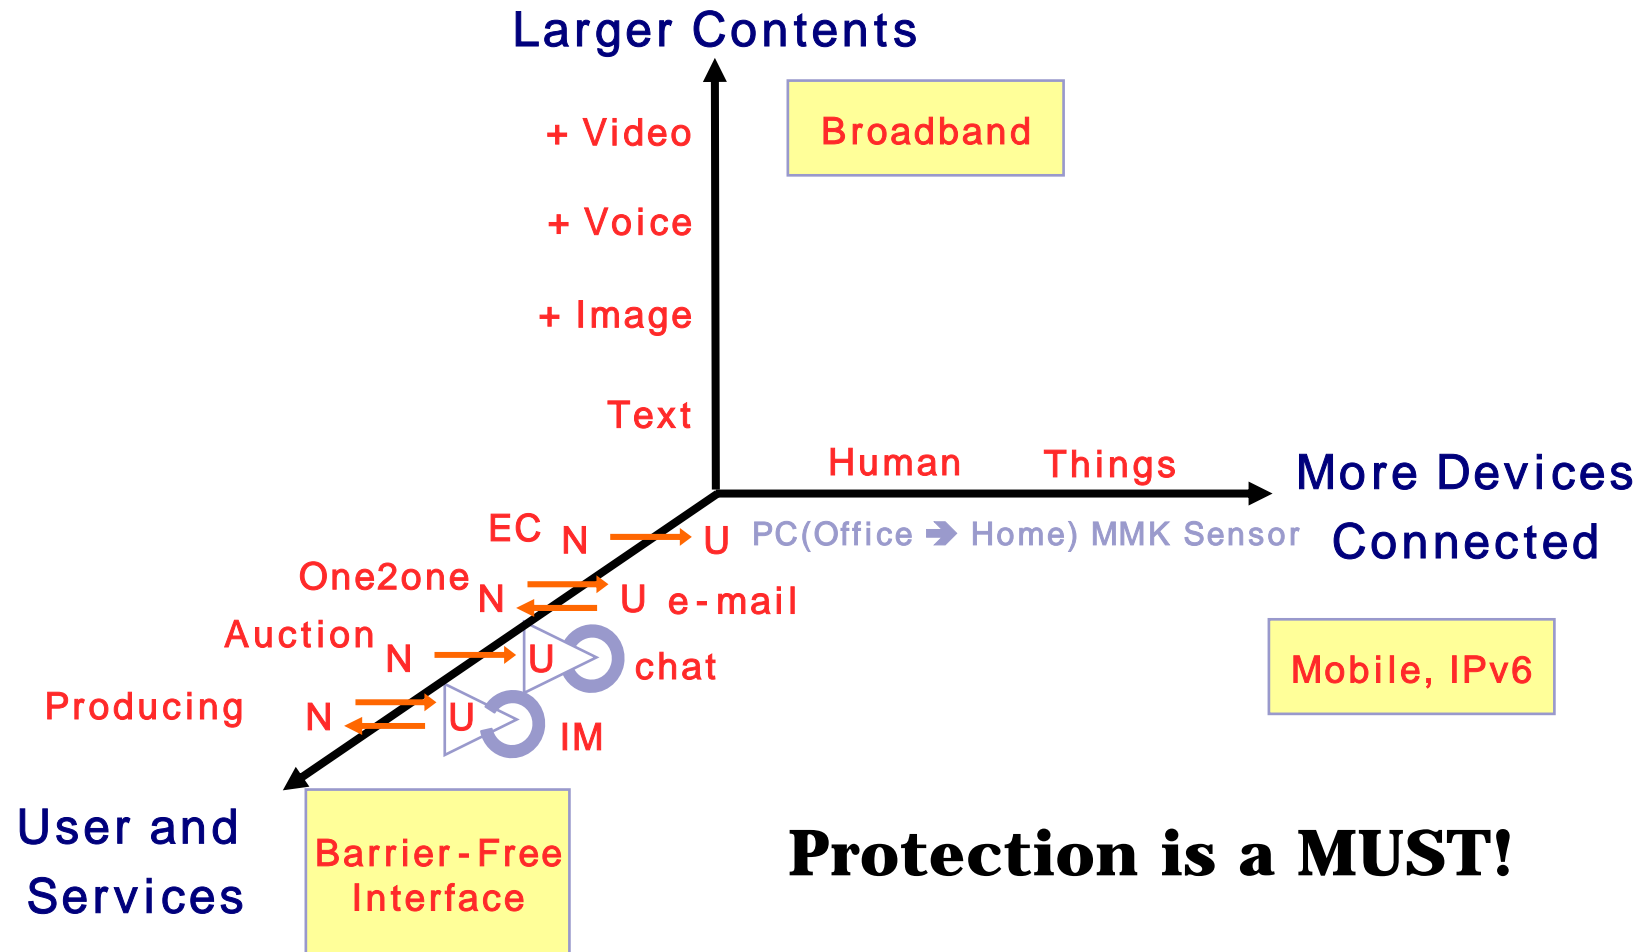 Larger Contents
+ Video
Broadband
+ Voice
+ Image
Text
Human Things
More Devices
Connected
EC N U
PC(Office Home) MMK Sensor
One2one N U e-mail
Auction N U chat
Mobile, IPv6
Producing N U IM
User and
Services
Barrier-Free
Interface
Protection is a MUST!